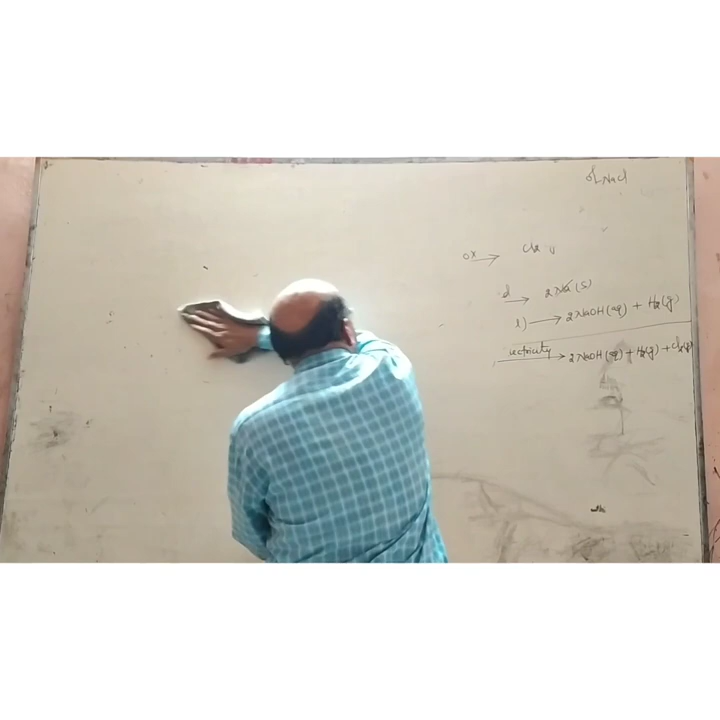 of NaCl
ox → Cl2
d → 2Na(s)
l) → 2NaOH(aq) + H2(g)
ectricity → 2NaOH(aq) + H2(g) + Cl2(g)